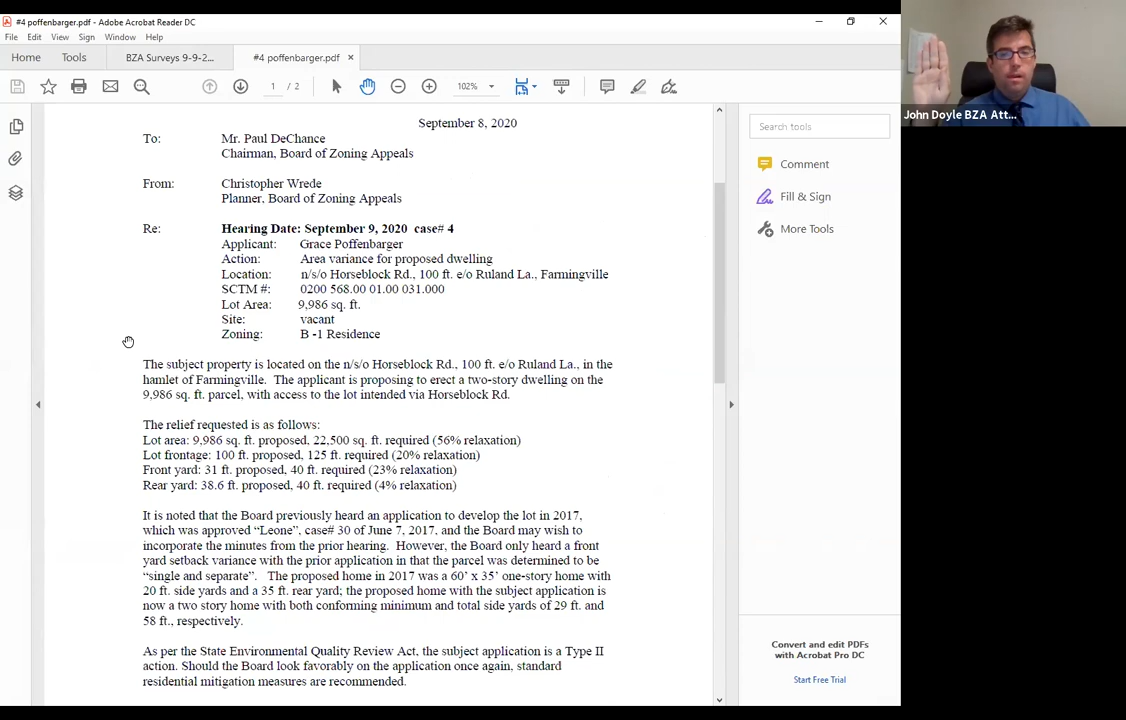 #4 poffenbarger.pdf - Adobe Acrobat Reader DC
File Edit View Sign Window Help
Home Tools BZA Surveys 9-9-2... #4 poffenbarger.pdf ×
1 / 2 102%
September 8, 2020
To: Mr. Paul DeChance
Chairman, Board of Zoning Appeals
From: Christopher Wrede
Planner, Board of Zoning Appeals
Re: Hearing Date: September 9, 2020 case# 4
Applicant: Grace Poffenbarger
Action: Area variance for proposed dwelling
Location: n/s/o Horseblock Rd., 100 ft. e/o Ruland La., Farmingville
SCTM #: 0200 568.00 01.00 031.000
Lot Area: 9,986 sq. ft.
Site: vacant
Zoning: B -1 Residence
The subject property is located on the n/s/o Horseblock Rd., 100 ft. e/o Ruland La., in the
hamlet of Farmingville. The applicant is proposing to erect a two-story dwelling on the
9,986 sq. ft. parcel, with access to the lot intended via Horseblock Rd.
The relief requested is as follows:
Lot area: 9,986 sq. ft. proposed, 22,500 sq. ft. required (56% relaxation)
Lot frontage: 100 ft. proposed, 125 ft. required (20% relaxation)
Front yard: 31 ft. proposed, 40 ft. required (23% relaxation)
Rear yard: 38.6 ft. proposed, 40 ft. required (4% relaxation)
It is noted that the Board previously heard an application to develop the lot in 2017,
which was approved “Leone”, case# 30 of June 7, 2017, and the Board may wish to
incorporate the minutes from the prior hearing. However, the Board only heard a front
yard setback variance with the prior application in that the parcel was determined to be
“single and separate”. The proposed home in 2017 was a 60’ x 35’ one-story home with
20 ft. side yards and a 35 ft. rear yard; the proposed home with the subject application is
now a two story home with both conforming minimum and total side yards of 29 ft. and
58 ft., respectively.
As per the State Environmental Quality Review Act, the subject application is a Type II
action. Should the Board look favorably on the application once again, standard
residential mitigation measures are recommended.
Search tools
Comment
Fill & Sign
More Tools
Convert and edit PDFs
with Acrobat Pro DC
Start Free Trial
John Doyle BZA Att...